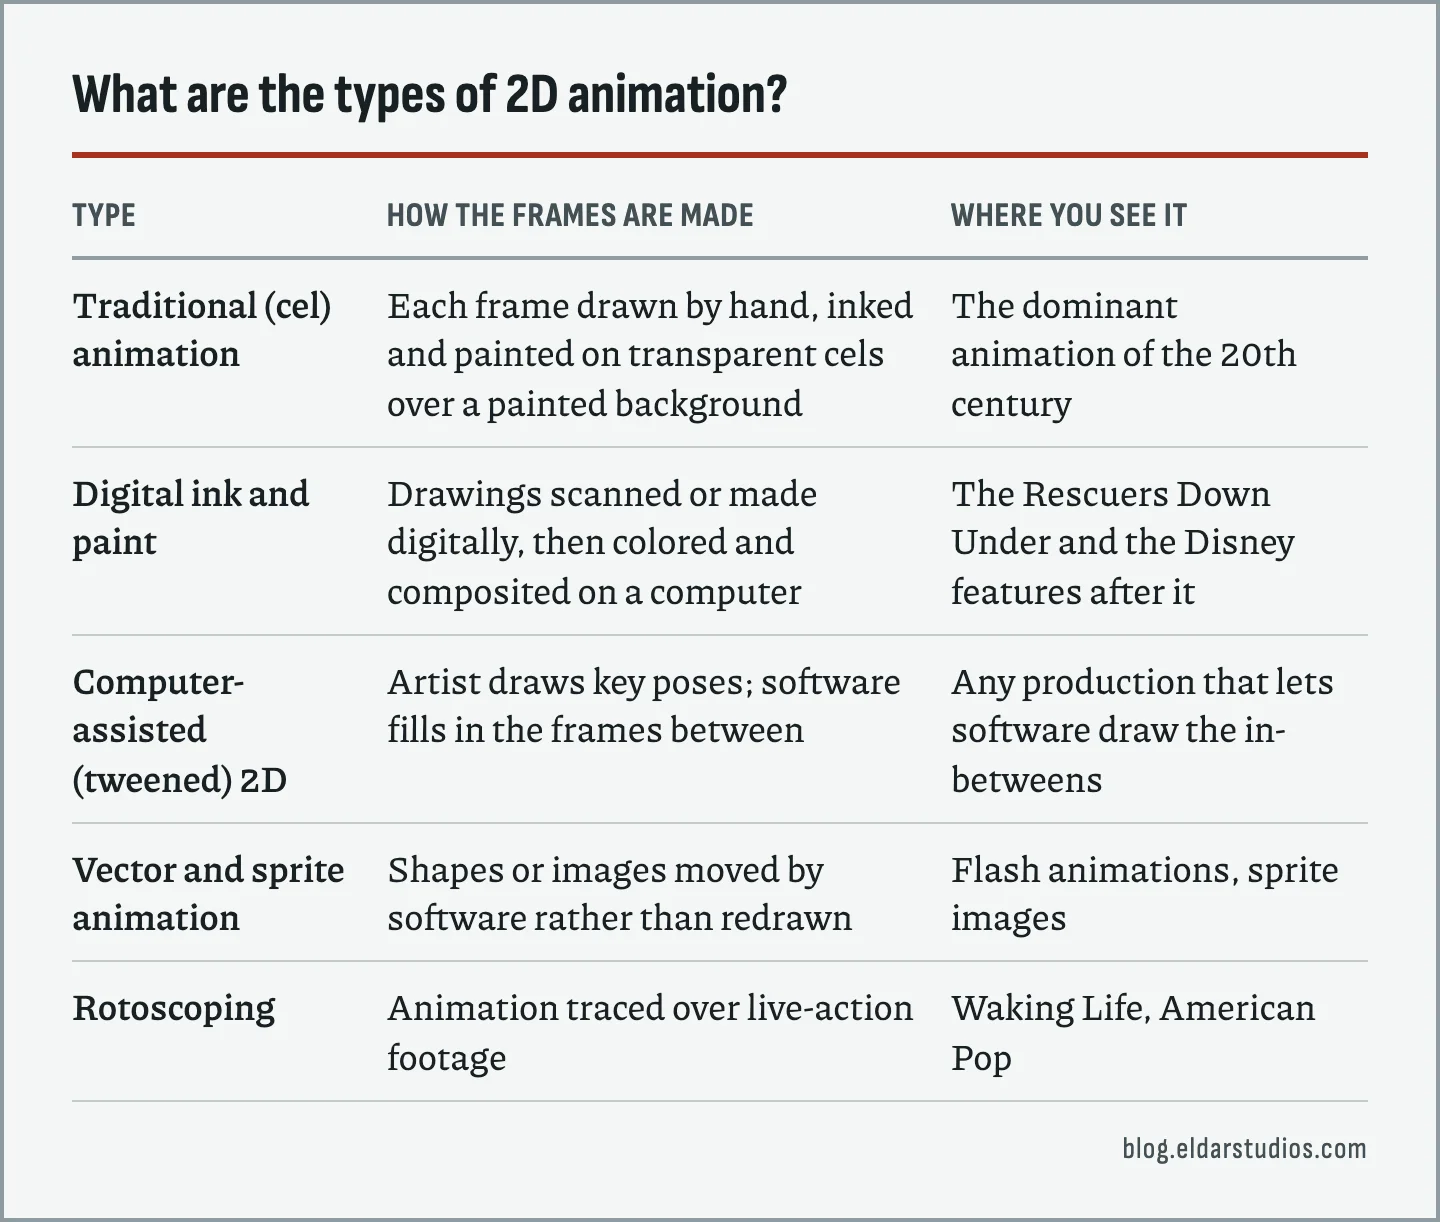 What are the types of 2D animation?
TYPE HOW THE FRAMES ARE MADE WHERE YOU SEE IT
Traditional (cel) Each frame drawn by hand, inked The dominant
animation and painted on transparent cels animation of the 20th
over a painted background century
Digital ink and Drawings scanned or made The Rescuers Down
paint digitally, then colored and Under and the Disney
composited on a computer features after it
Computer- Artist draws key poses; software Any production that lets
assisted fills in the frames between software draw the in-
(tweened) 2D betweens
Vector and sprite Shapes or images moved by Flash animations, sprite
animation software rather than redrawn images
Rotoscoping Animation traced over live-action Waking Life, American
footage Pop
blog.eldarstudios.com